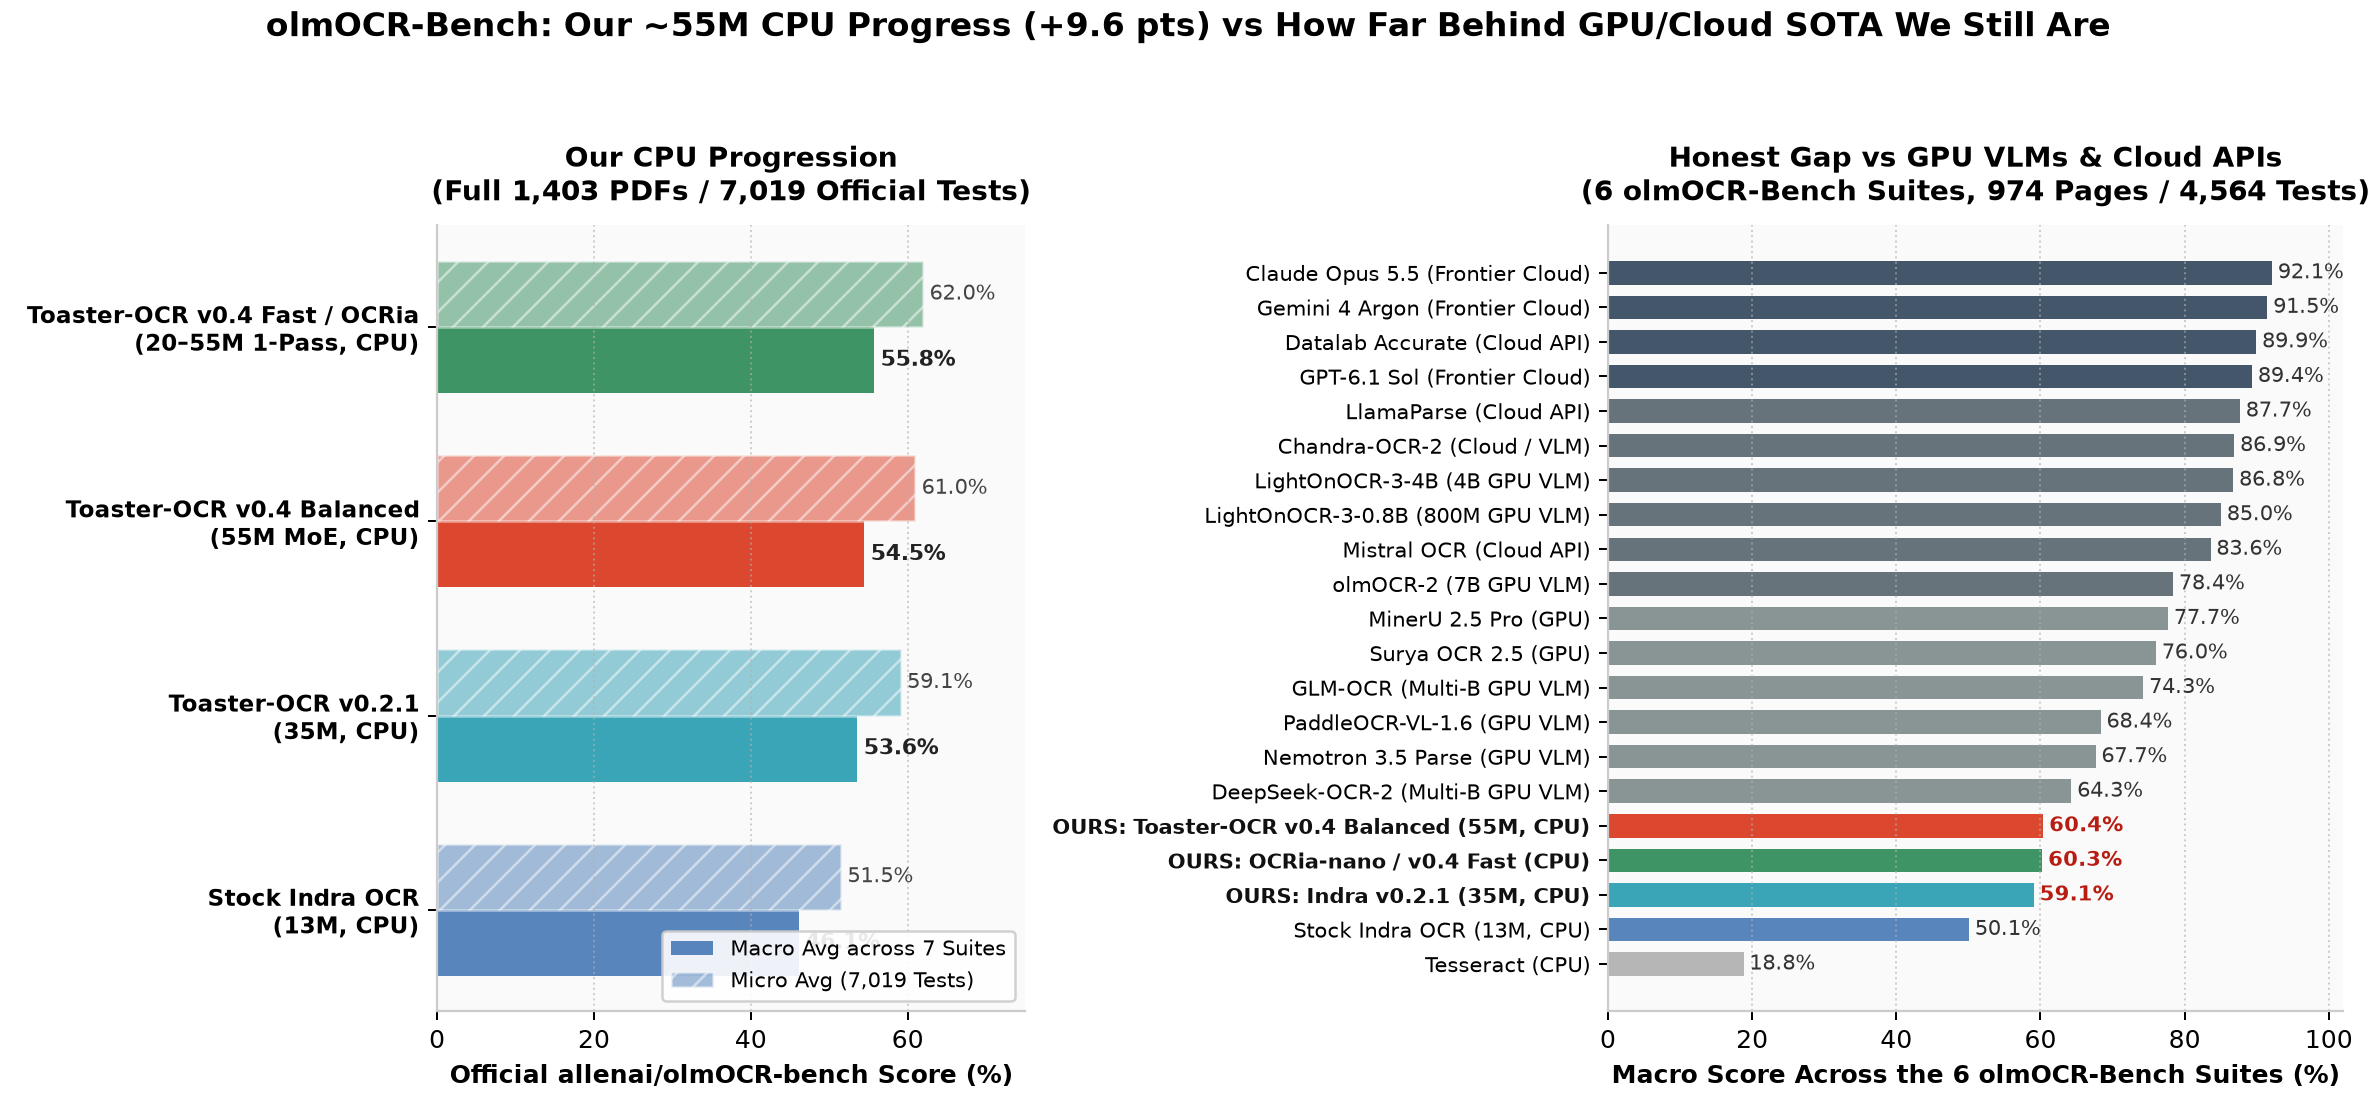 olmOCR-Bench: Our ~55M CPU Progress (+9.6 pts) vs How Far Behind GPU/Cloud SOTA We Still Are
Our CPU Progression
(Full 1,403 PDFs / 7,019 Official Tests)
Toaster-OCR v0.4 Fast / OCRia
(20–55M 1-Pass, CPU)
62.0%
55.8%
Toaster-OCR v0.4 Balanced
(55M MoE, CPU)
61.0%
54.5%
Toaster-OCR v0.2.1
(35M, CPU)
59.1%
53.6%
Stock Indra OCR
(13M, CPU)
51.5%
46.1%
Macro Avg across 7 Suites
Micro Avg (7,019 Tests)
0 20 40 60
Official allenai/olmOCR-bench Score (%)
Honest Gap vs GPU VLMs & Cloud APIs
(6 olmOCR-Bench Suites, 974 Pages / 4,564 Tests)
Claude Opus 5.5 (Frontier Cloud) 92.1%
Gemini 4 Argon (Frontier Cloud) 91.5%
Datalab Accurate (Cloud API) 89.9%
GPT-6.1 Sol (Frontier Cloud) 89.4%
LlamaParse (Cloud API) 87.7%
Chandra-OCR-2 (Cloud / VLM) 86.9%
LightOnOCR-3-4B (4B GPU VLM) 86.8%
LightOnOCR-3-0.8B (800M GPU VLM) 85.0%
Mistral OCR (Cloud API) 83.6%
olmOCR-2 (7B GPU VLM) 78.4%
MinerU 2.5 Pro (GPU) 77.7%
Surya OCR 2.5 (GPU) 76.0%
GLM-OCR (Multi-B GPU VLM) 74.3%
PaddleOCR-VL-1.6 (GPU VLM) 68.4%
Nemotron 3.5 Parse (GPU VLM) 67.7%
DeepSeek-OCR-2 (Multi-B GPU VLM) 64.3%
OURS: Toaster-OCR v0.4 Balanced (55M, CPU) 60.4%
OURS: OCRia-nano / v0.4 Fast (CPU) 60.3%
OURS: Indra v0.2.1 (35M, CPU) 59.1%
Stock Indra OCR (13M, CPU) 50.1%
Tesseract (CPU) 18.8%
0 20 40 60 80 100
Macro Score Across the 6 olmOCR-Bench Suites (%)